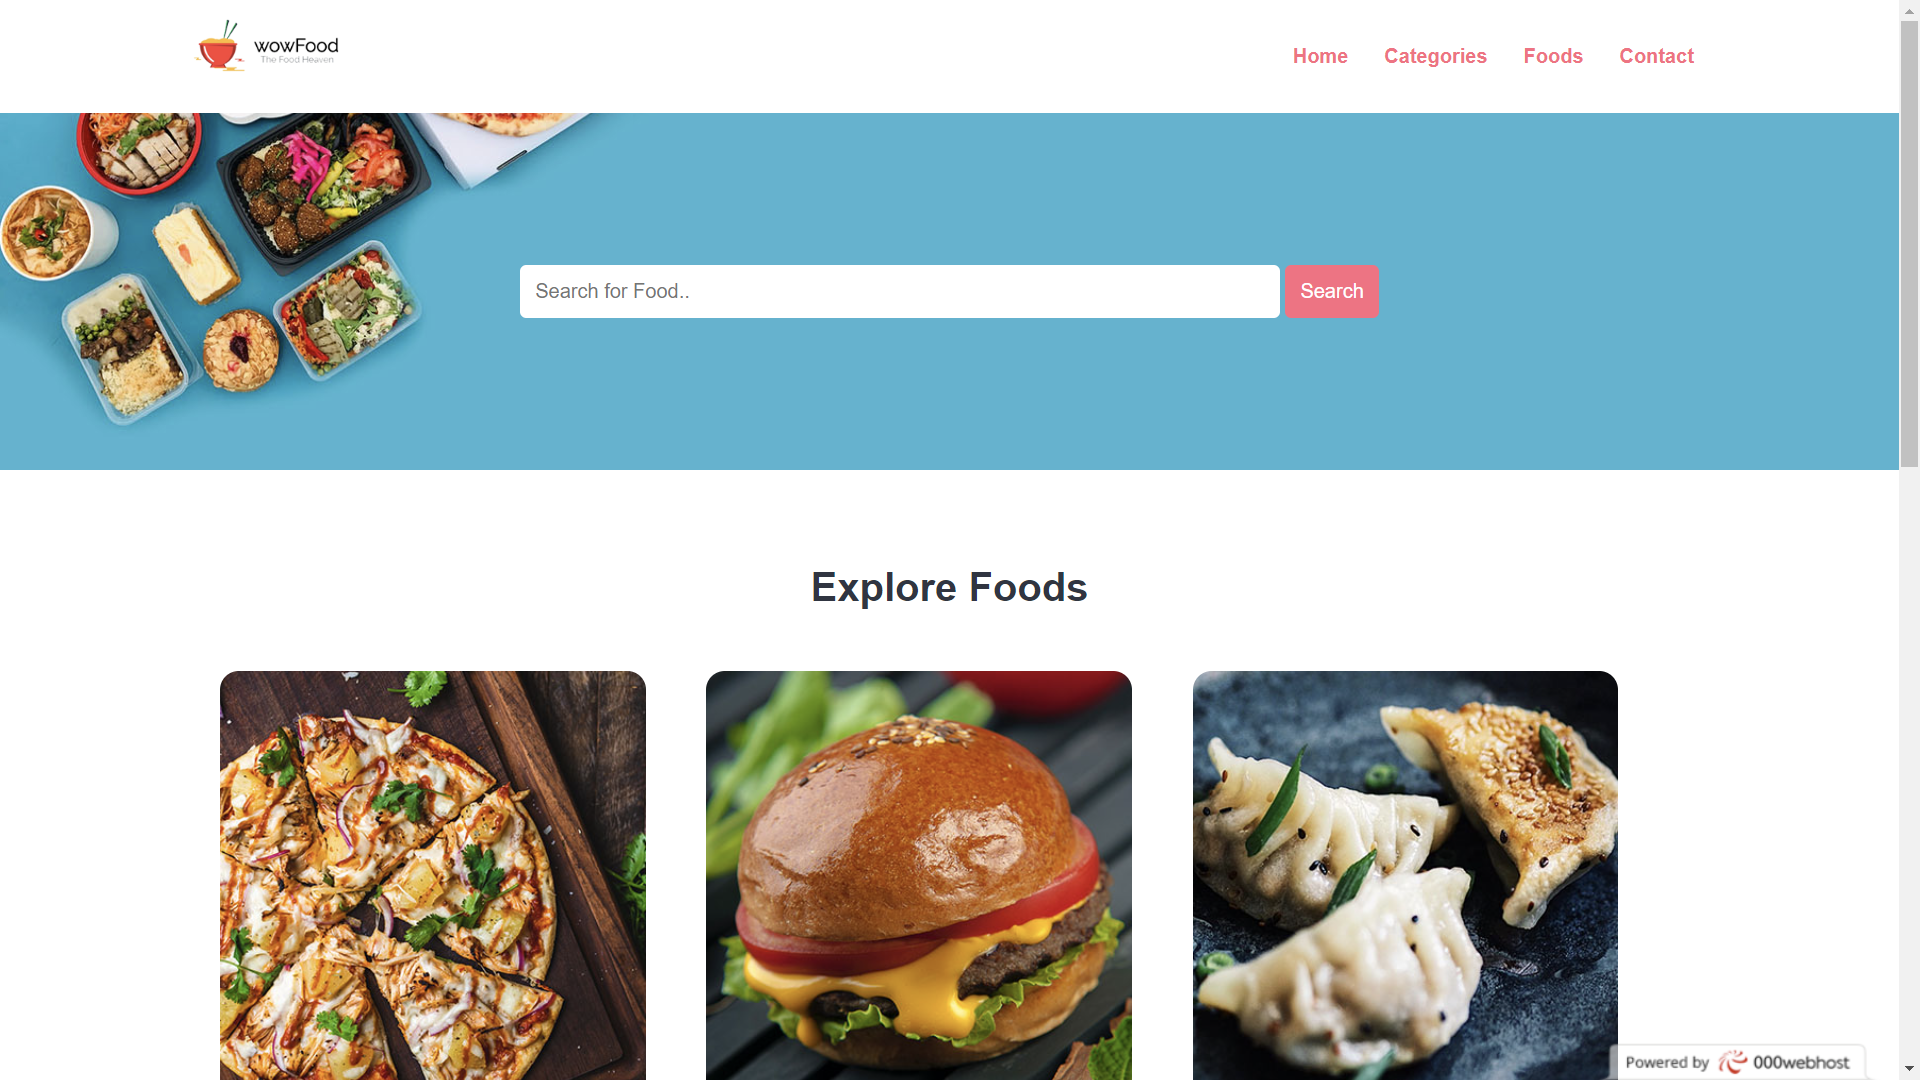 wowFood
The Food Heaven
Home Categories Foods Contact
Search for Food.. Search
Explore Foods
Powered by 000webhost